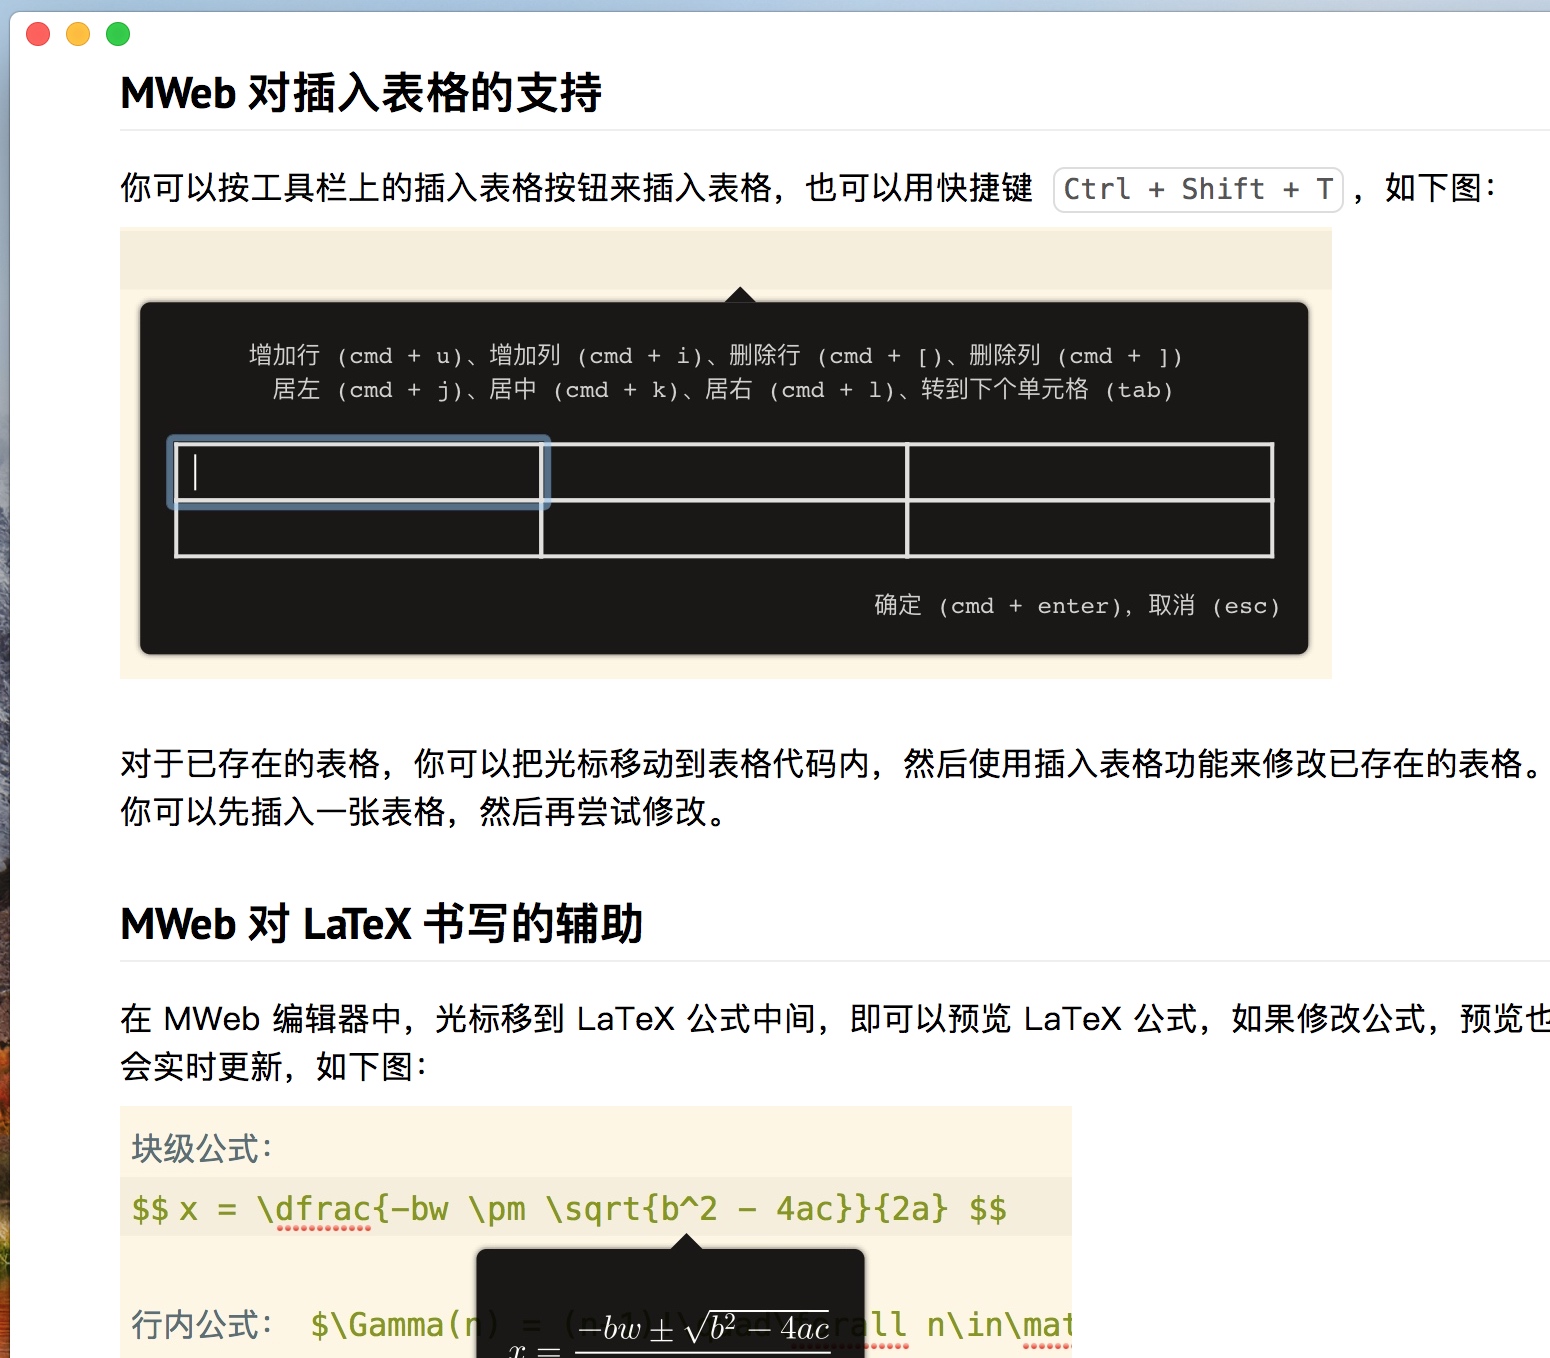 MWeb 对插入表格的支持
你可以按工具栏上的插入表格按钮来插入表格，也可以用快捷键 Ctrl + Shift + T ，如下图：
增加行 (cmd + u)、增加列 (cmd + i)、删除行 (cmd + [)、删除列 (cmd + ])
居左 (cmd + j)、居中 (cmd + k)、居右 (cmd + l)、转到下个单元格 (tab)
确定 (cmd + enter)，取消 (esc)
对于已存在的表格，你可以把光标移动到表格代码内，然后使用插入表格功能来修改已存在的表格。
你可以先插入一张表格，然后再尝试修改。
MWeb 对 LaTeX 书写的辅助
在 MWeb 编辑器中，光标移到 LaTeX 公式中间，即可以预览 LaTeX 公式，如果修改公式，预览也
会实时更新，如下图：
块级公式：
$$ x = \dfrac{-bw \pm \sqrt{b^2 - 4ac}}{2a} $$
−bw ± √b² − 4ac
x =
行内公式： $\Gamma(n) = (n-1)!\quad\forall n\in\mat